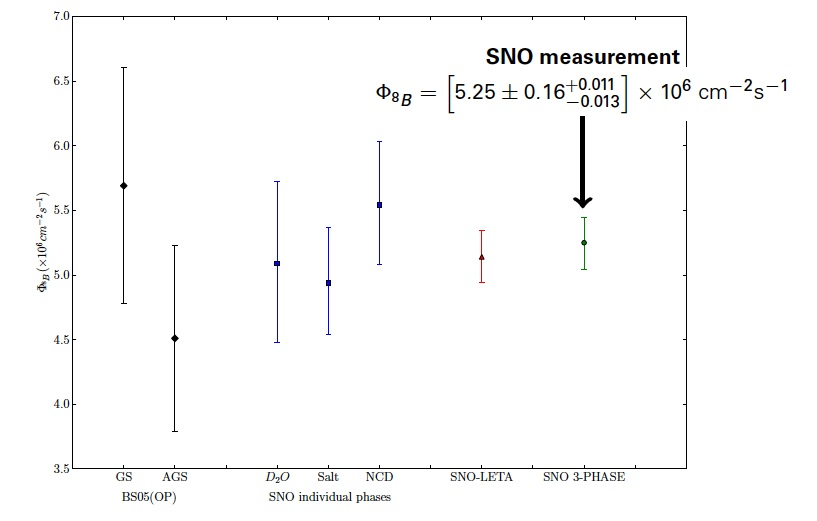 7.0
SNO measurement
6.5
Φ₈B = [5.25 ± 0.16 +0.011 −0.013] × 10⁶ cm−2s−1
6.0
5.5
Φ₈B (×10⁶cm⁻²s⁻¹)
5.0
4.5
4.0
3.5
GS AGS D₂O Salt NCD SNO-LETA SNO 3-PHASE
BS05(OP) SNO individual phases